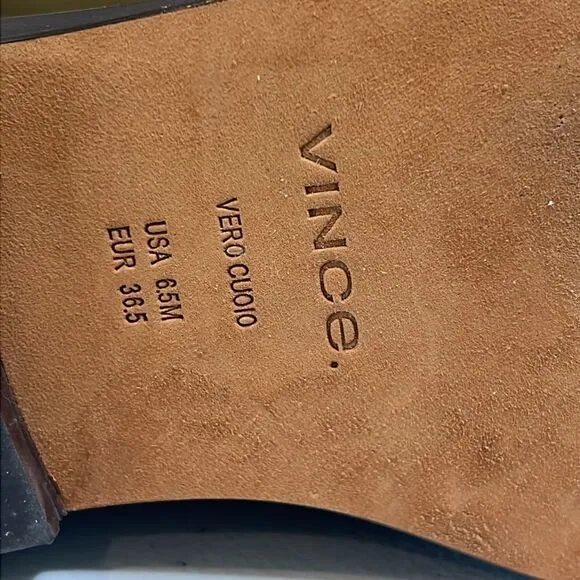 VINCe.
VERO CUOIO
USA 6.5M
EUR 36.5